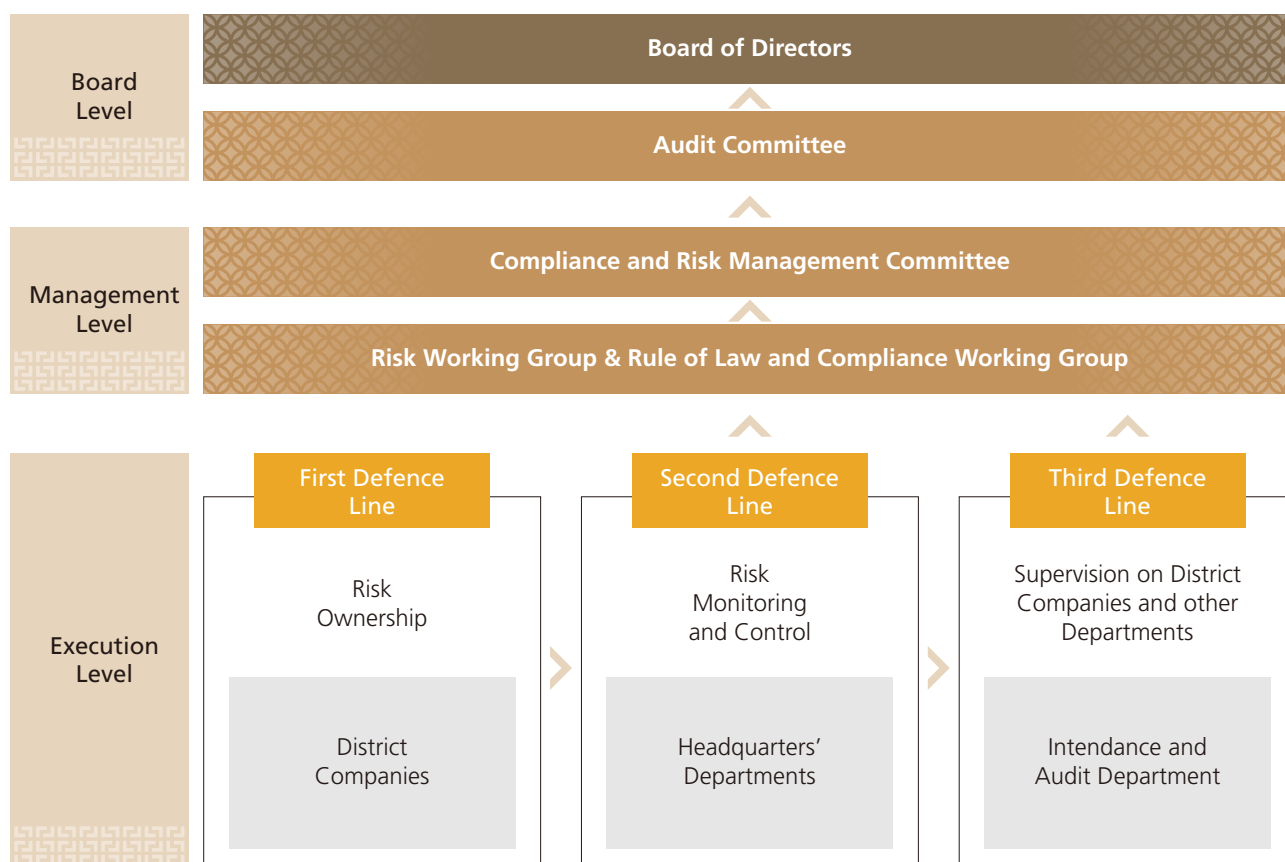 Board
Level
Board of Directors
Audit Committee
Management
Level
Compliance and Risk Management Committee
Risk Working Group & Rule of Law and Compliance Working Group
Execution
Level
First Defence
Line
Risk
Ownership
District
Companies
Second Defence
Line
Risk
Monitoring
and Control
Headquarters’
Departments
Third Defence
Line
Supervision on District
Companies and other
Departments
Intendance and
Audit Department